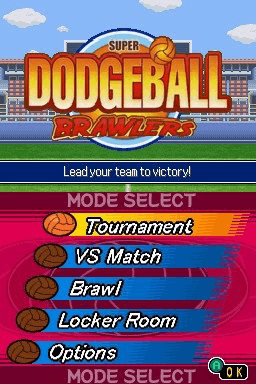 SUPER
DODGEBALL
BRAWLERS
Lead your team to victory!
MODE SELECT
Tournament
VS Match
Brawl
Locker Room
Options
A OK
MODE SELECT